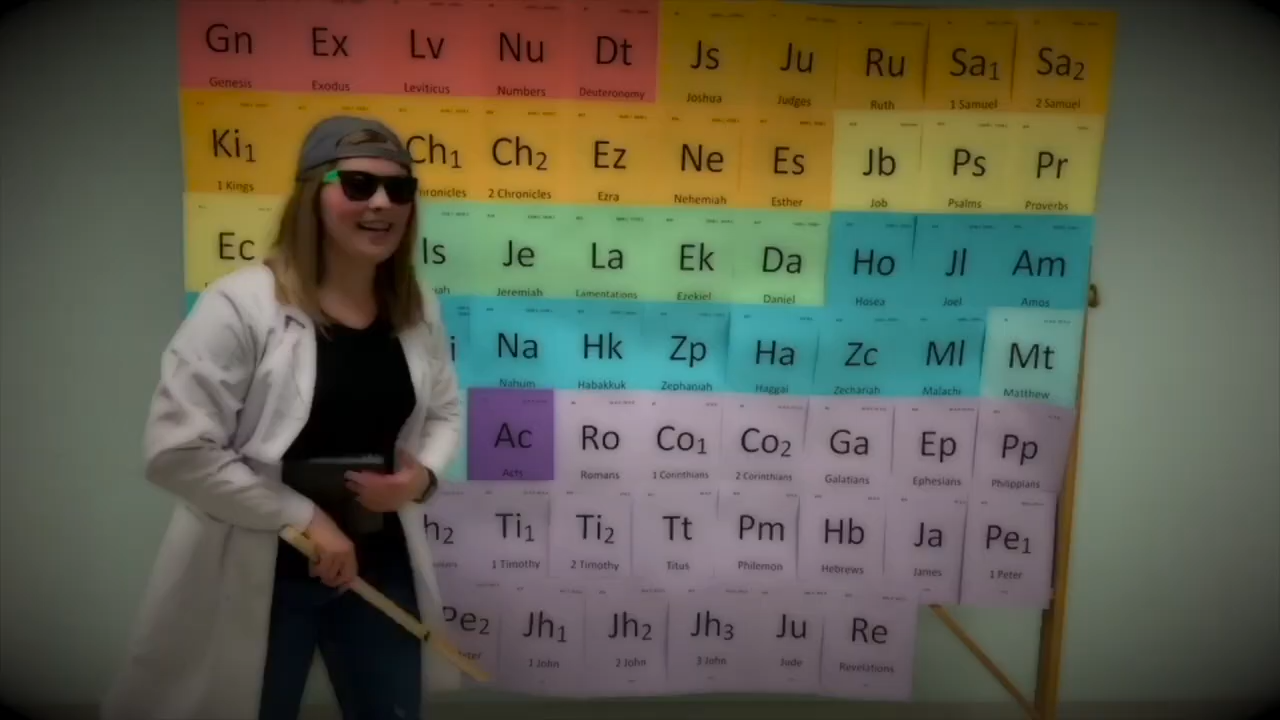 Gn Ex Lv Nu Dt Js Ju Ru Sa1 Sa2
Genesis Exodus Leviticus Numbers Deuteronomy Joshua Judges Ruth 1 Samuel 2 Samuel
Ki1 Ch1 Ch2 Ez Ne Es Jb Ps Pr
1 Kings hronicles 2 Chronicles Ezra Nehemiah Esther Job Psalms Proverbs
Ec Is Je La Ek Da Ho Jl Am
iah Jeremiah Lamentations Ezekiel Daniel Hosea Joel Amos
i Na Hk Zp Ha Zc Ml Mt
Nahum Habakkuk Zephaniah Haggai Zechariah Malachi Matthew
Ac Ro Co1 Co2 Ga Ep Pp
Acts Romans 1 Corinthians 2 Corinthians Galatians Ephesians Philippians
h2 Ti1 Ti2 Tt Pm Hb Ja Pe1
1 Timothy 2 Timothy Titus Philemon Hebrews James 1 Peter
Pe2 Jh1 Jh2 Jh3 Ju Re
eter 1 John 2 John 3 John Jude Revelations